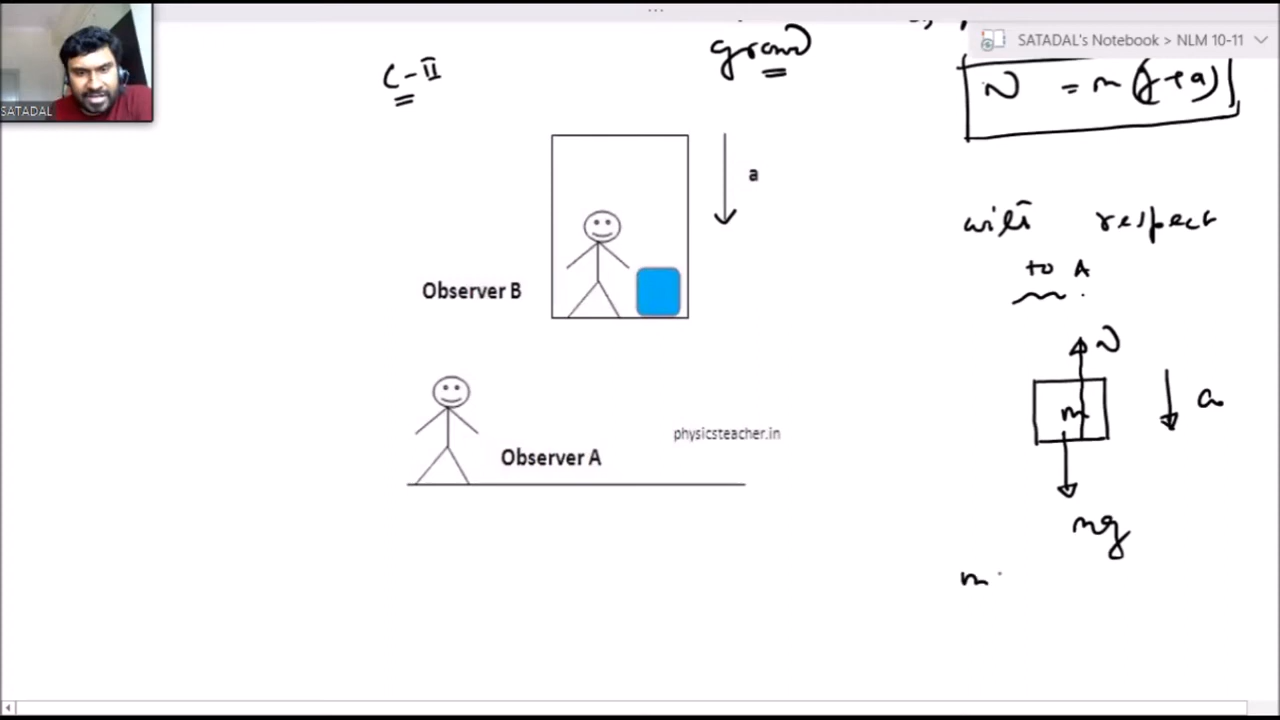 SATADAL's Notebook > NLM 10-11
SATADAL
C-II
ground
N = m(g+a)
a
with respect
to A
Observer B
N
m
a
mg
Observer A
physicsteacher.in
m